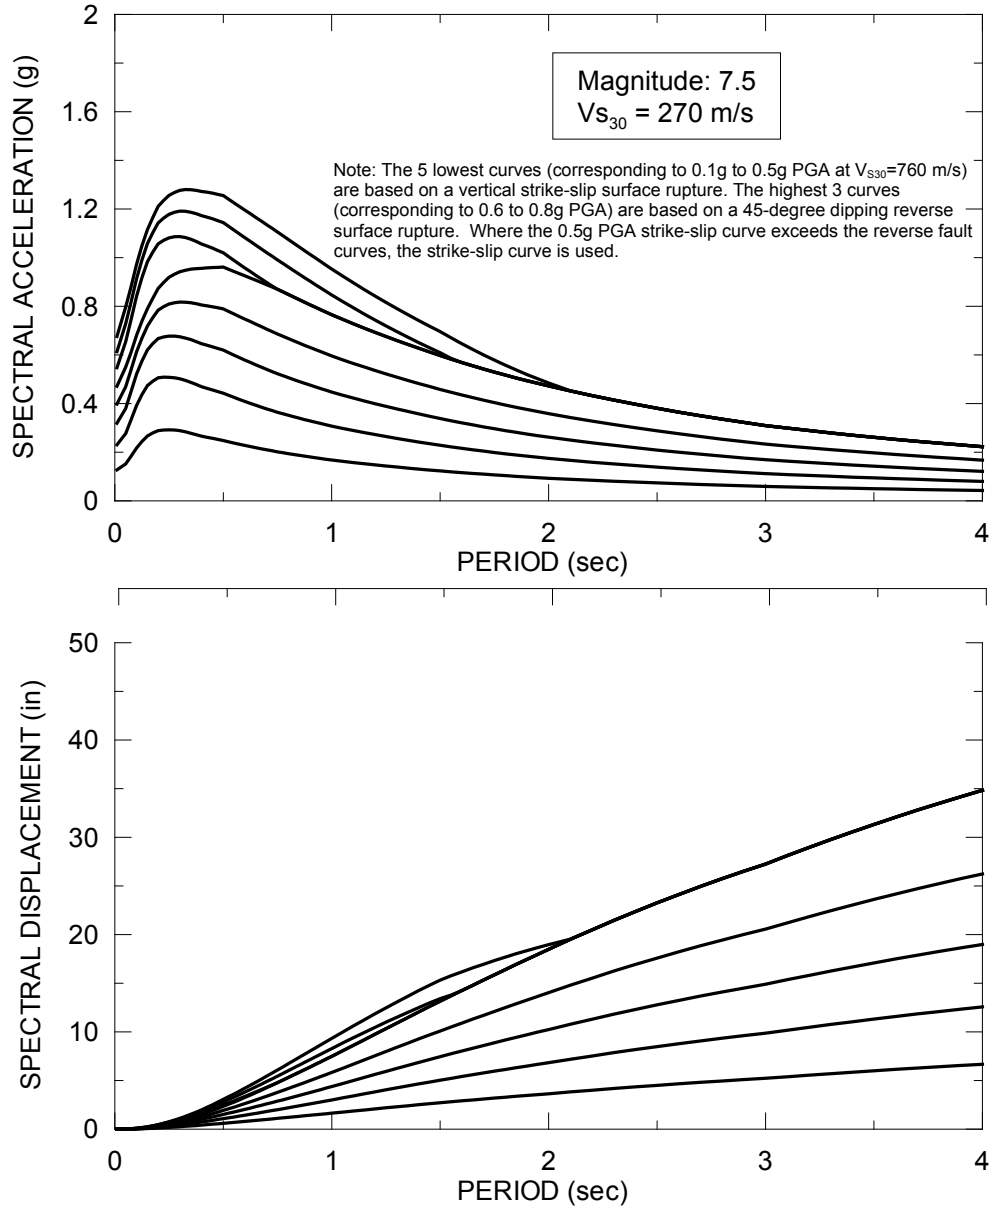 2
1.6
1.2
0.8
0.4
0
SPECTRAL ACCELERATION (g)
Magnitude: 7.5
Vs30 = 270 m/s
Note: The 5 lowest curves (corresponding to 0.1g to 0.5g PGA at VS30=760 m/s)
are based on a vertical strike-slip surface rupture. The highest 3 curves
(corresponding to 0.6 to 0.8g PGA) are based on a 45-degree dipping reverse
surface rupture.  Where the 0.5g PGA strike-slip curve exceeds the reverse fault
curves, the strike-slip curve is used.
0 1 2 3 4
PERIOD (sec)
50
40
30
20
10
0
SPECTRAL DISPLACEMENT (in)
0 1 2 3 4
PERIOD (sec)